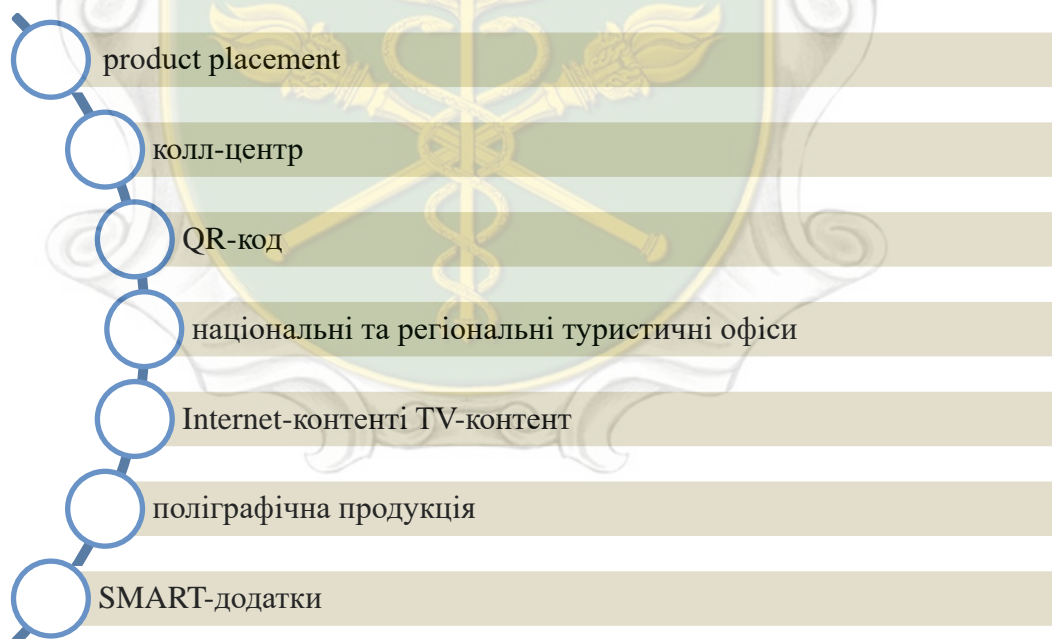 product placement
колл-центр
QR-код
національні та регіональні туристичні офіси
Internet-контенті TV-контент
поліграфічна продукція
SMART-додатки